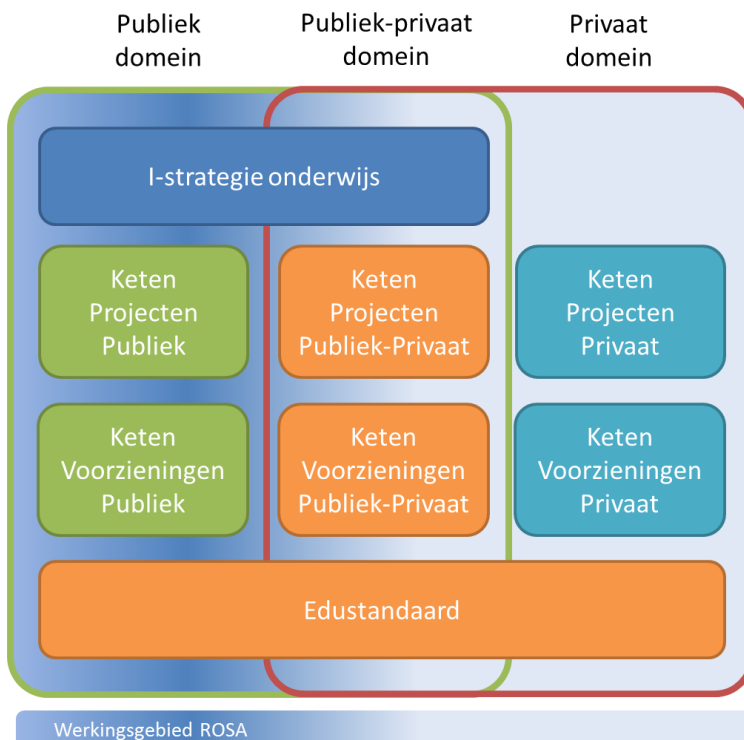 Publiek
domein
Publiek-privaat
domein
Privaat
domein
I-strategie onderwijs
Keten
Projecten
Publiek
Keten
Projecten
Publiek-Privaat
Keten
Projecten
Privaat
Keten
Voorzieningen
Publiek
Keten
Voorzieningen
Publiek-Privaat
Keten
Voorzieningen
Privaat
Edustandaard
Werkingsgebied ROSA